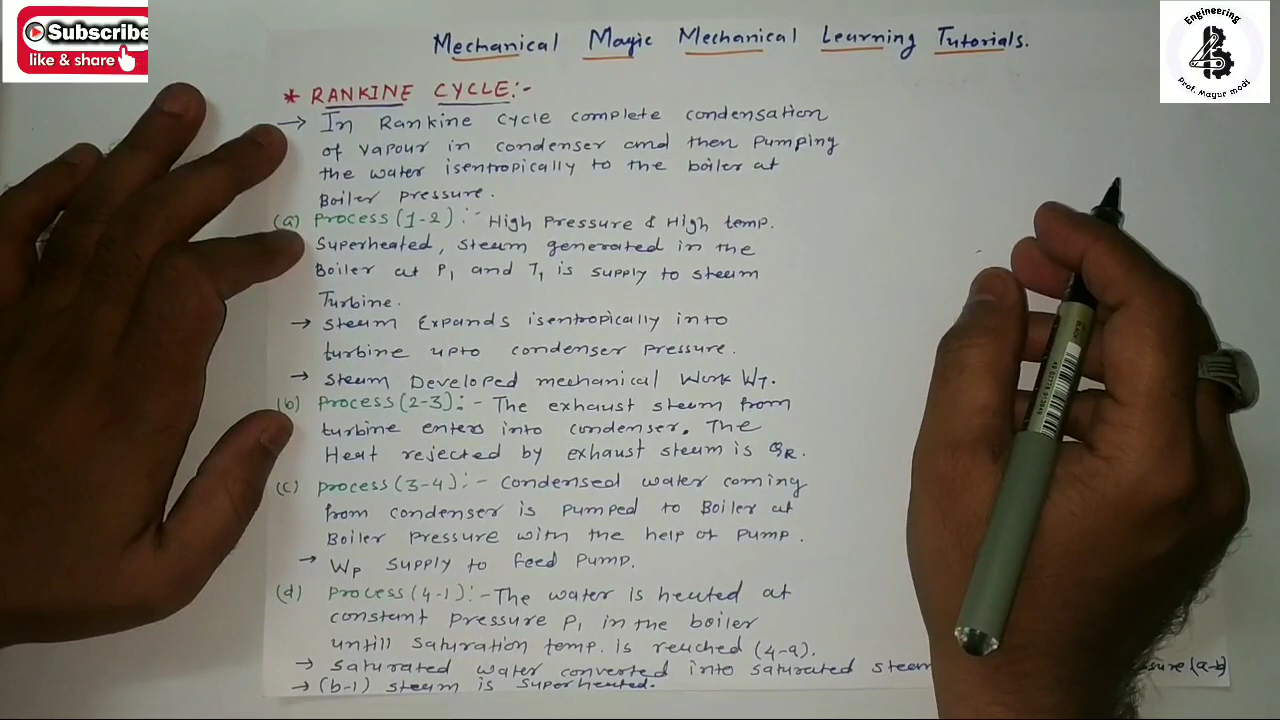 Subscribe
like & share
Engineering
Prof. Mayur modi
Mechanical Magic Mechanical Learning Tutorials.
* RANKINE CYCLE:-
→ In Rankine cycle complete condensation
of vapour in condenser and then pumping
the water isentropically to the boiler at
Boiler pressure.
(a) Process (1-2):- High Pressure & High temp.
Superheated, steam generated in the
Boiler at P1 and T1 is supply to steam
Turbine.
→ steam Expands isentropically into
turbine upto condenser pressure.
→ steam Developed mechanical Work WT.
(b) Process (2-3):- The exhaust steam from
turbine enters into condenser. The
Heat rejected by exhaust steam is QR.
(c) process (3-4):- Condensed water coming
from condenser is pumped to Boiler at
Boiler pressure with the help of pump.
→ Wp supply to feed Pump.
(d) process (4-1):- The water is heated at
constant pressure P1 in the boiler
untill saturation temp. is reached (4-a).
→ saturated water converted into saturated steam (a-b)
→ (b-1) steam is superheated.